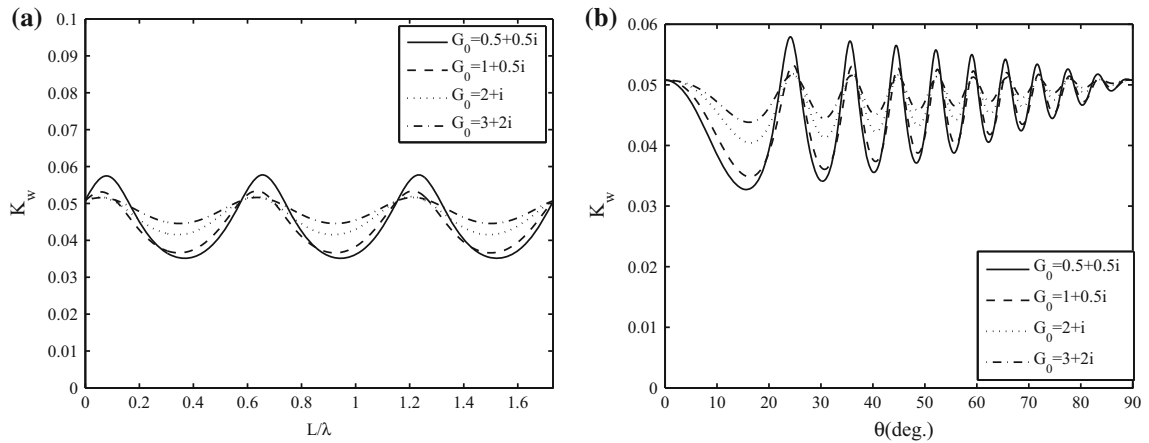 (a)
0.1
0.09
0.08
0.07
0.06
0.05
0.04
0.03
0.02
0.01
0
K_w
0 0.2 0.4 0.6 0.8 1 1.2 1.4 1.6
L/λ
G_0=0.5+0.5i
G_0=1+0.5i
G_0=2+i
G_0=3+2i
(b)
0.06
0.05
0.04
0.03
0.02
0.01
0
K_w
0 10 20 30 40 50 60 70 80 90
θ(deg.)
G_0=0.5+0.5i
G_0=1+0.5i
G_0=2+i
G_0=3+2i